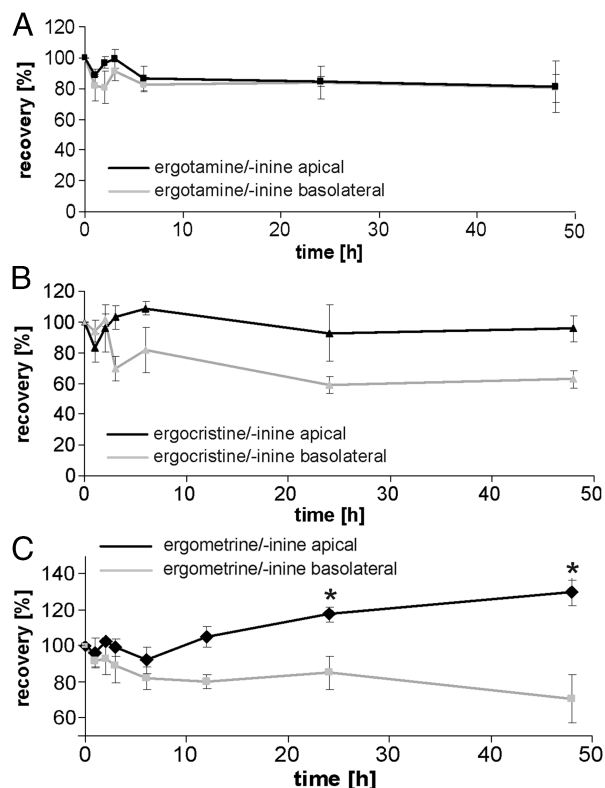 A
120
100
80
60
40
20
0
recovery [%]
ergotamine/-inine apical
ergotamine/-inine basolateral
0 10 20 30 40 50
time [h]
B
120
100
80
60
40
20
0
recovery [%]
ergocristine/-inine apical
ergocristine/-inine basolateral
0 10 20 30 40 50
time [h]
C
ergometrine/-inine apical
ergometrine/-inine basolateral
140
120
100
80
60
recovery [%]
* *
0 10 20 30 40 50
time [h]